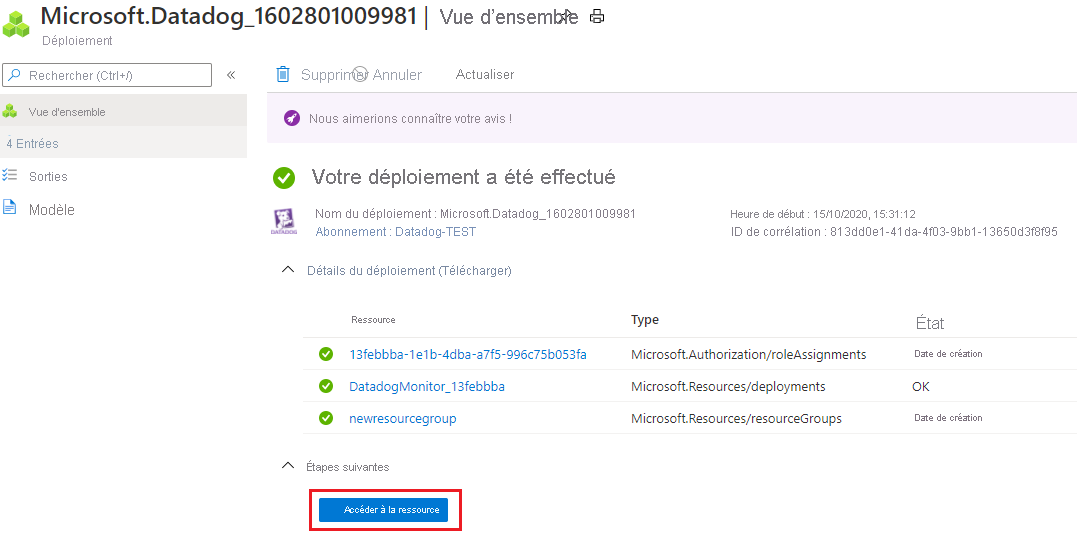 Microsoft.Datadog_1602801009981 | Vue d'ensemble
Déploiement
Rechercher (Ctrl+/)
«
Supprimer Annuler Actualiser
Vue d'ensemble
Nous aimerions connaître votre avis !
4 Entrées
Sorties
Modèle
Votre déploiement a été effectué
DATADOG
Nom du déploiement : Microsoft.Datadog_1602801009981
Heure de début : 15/10/2020, 15:31:12
Abonnement : Datadog-TEST
ID de corrélation : 813dd0e1-41da-4f03-9bb1-13650d3f8f95
Détails du déploiement (Télécharger)
Ressource Type État
13febbba-1e1b-4dba-a7f5-996c75b053fa Microsoft.Authorization/roleAssignments Date de création
DatadogMonitor_13febbba Microsoft.Resources/deployments OK
newresourcegroup Microsoft.Resources/resourceGroups Date de création
Étapes suivantes
Accéder à la ressource